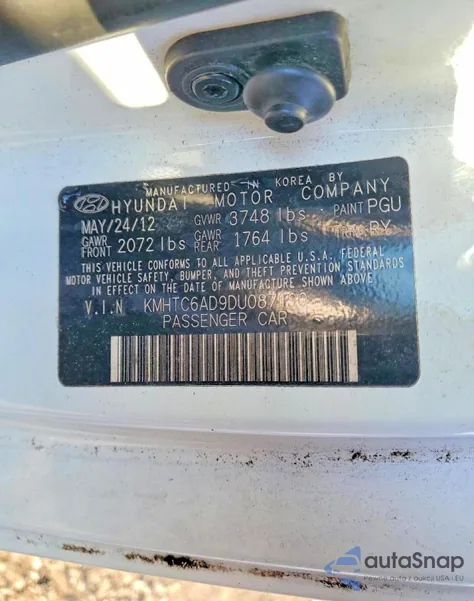 MANUFACTURED IN KOREA BY
HYUNDAI MOTOR COMPANY
MAY/24/12 GVWR 3748 lbs PAINT PGU
GAWR FRONT 2072 lbs GAWR REAR 1764 lbs RY
THIS VEHICLE CONFORMS TO ALL APPLICABLE U.S.A. FEDERAL
MOTOR VEHICLE SAFETY, BUMPER, AND THEFT PREVENTION STANDARDS
IN EFFECT ON THE DATE OF MANUFACTURE SHOWN ABOVE.
V.I.N
PASSENGER CAR
autaSnap